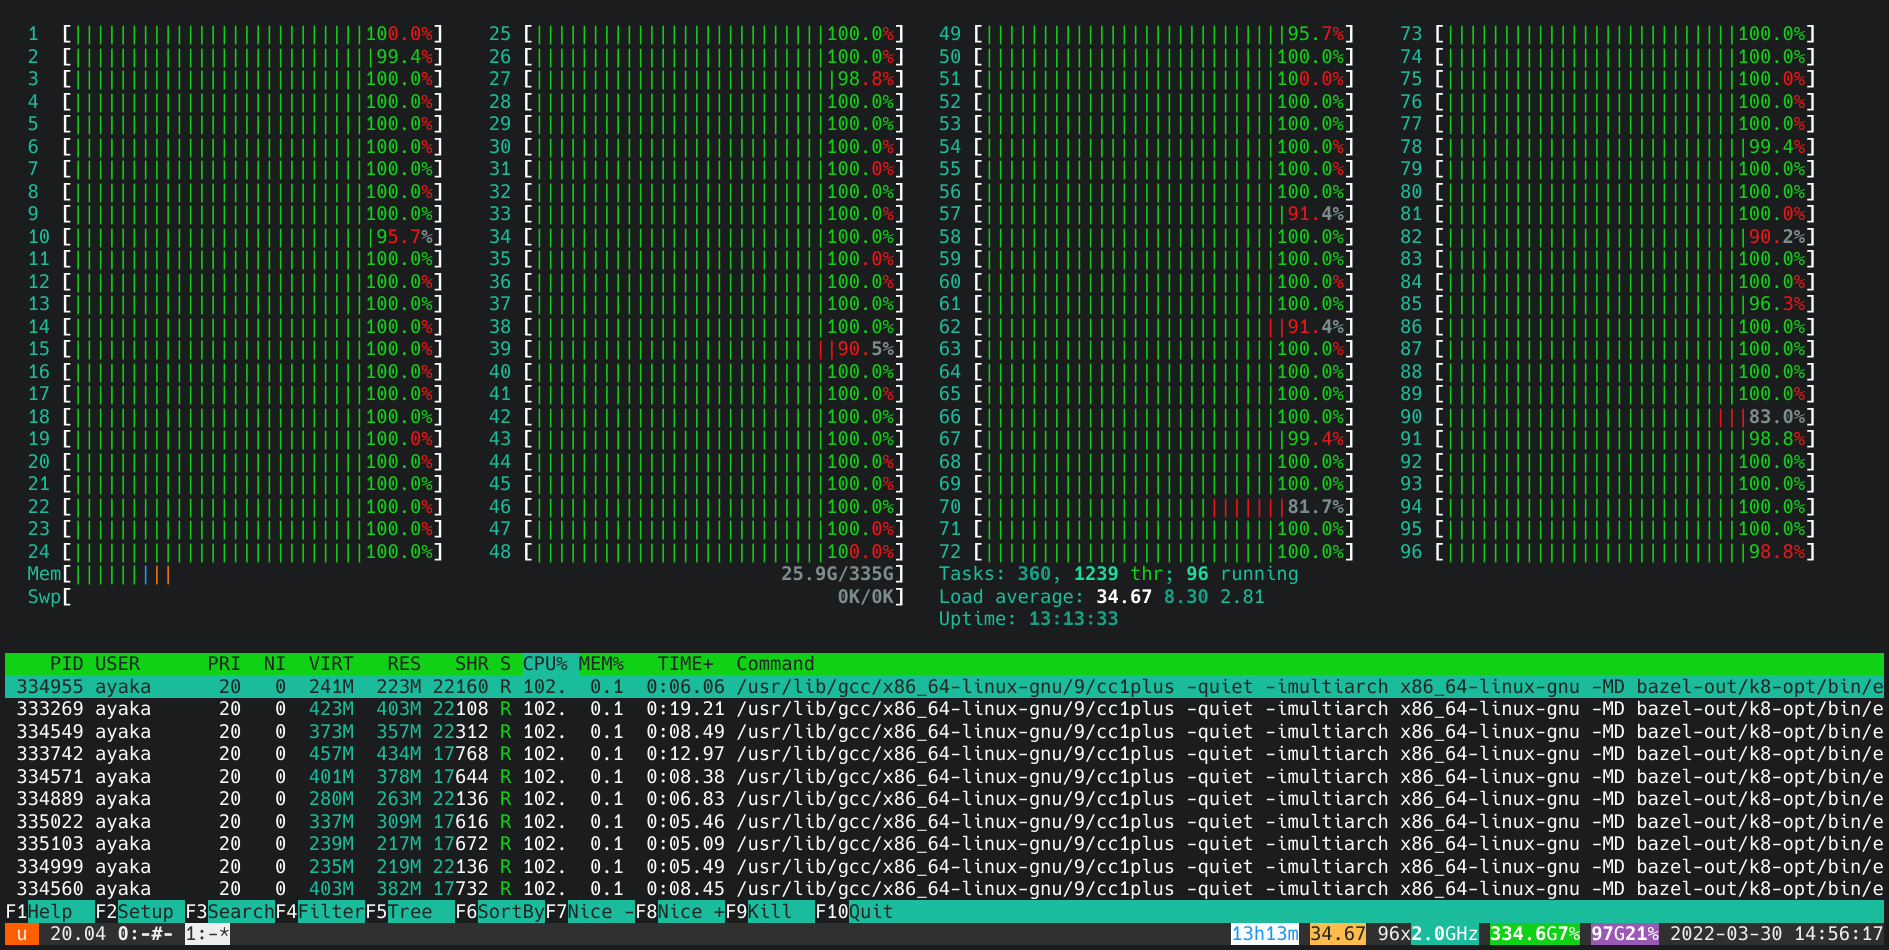 1 [100.0%] 25 [100.0%] 49 [95.7%] 73 [100.0%]
2 [99.4%] 26 [100.0%] 50 [100.0%] 74 [100.0%]
3 [100.0%] 27 [98.8%] 51 [100.0%] 75 [100.0%]
4 [100.0%] 28 [100.0%] 52 [100.0%] 76 [100.0%]
5 [100.0%] 29 [100.0%] 53 [100.0%] 77 [100.0%]
6 [100.0%] 30 [100.0%] 54 [100.0%] 78 [99.4%]
7 [100.0%] 31 [100.0%] 55 [100.0%] 79 [100.0%]
8 [100.0%] 32 [100.0%] 56 [100.0%] 80 [100.0%]
9 [100.0%] 33 [100.0%] 57 [91.4%] 81 [100.0%]
10 [95.7%] 34 [100.0%] 58 [100.0%] 82 [90.2%]
11 [100.0%] 35 [100.0%] 59 [100.0%] 83 [100.0%]
12 [100.0%] 36 [100.0%] 60 [100.0%] 84 [100.0%]
13 [100.0%] 37 [100.0%] 61 [100.0%] 85 [96.3%]
14 [100.0%] 38 [100.0%] 62 [91.4%] 86 [100.0%]
15 [100.0%] 39 [90.5%] 63 [100.0%] 87 [100.0%]
16 [100.0%] 40 [100.0%] 64 [100.0%] 88 [100.0%]
17 [100.0%] 41 [100.0%] 65 [100.0%] 89 [100.0%]
18 [100.0%] 42 [100.0%] 66 [100.0%] 90 [83.0%]
19 [100.0%] 43 [100.0%] 67 [99.4%] 91 [98.8%]
20 [100.0%] 44 [100.0%] 68 [100.0%] 92 [100.0%]
21 [100.0%] 45 [100.0%] 69 [100.0%] 93 [100.0%]
22 [100.0%] 46 [100.0%] 70 [81.7%] 94 [100.0%]
23 [100.0%] 47 [100.0%] 71 [100.0%] 95 [100.0%]
24 [100.0%] 48 [100.0%] 72 [100.0%] 96 [98.8%]
Mem[25.9G/335G] Tasks: 360, 1239 thr; 96 running
Swp[0K/0K] Load average: 34.67 8.30 2.81
Uptime: 13:13:33
PID USER PRI NI VIRT RES SHR S CPU% MEM% TIME+ Command
334955 ayaka 20 0 241M 223M 22160 R 102. 0.1 0:06.06 /usr/lib/gcc/x86_64-linux-gnu/9/cc1plus -quiet -imultiarch x86_64-linux-gnu -MD bazel-out/k8-opt/bin/e
333269 ayaka 20 0 423M 403M 22108 R 102. 0.1 0:19.21 /usr/lib/gcc/x86_64-linux-gnu/9/cc1plus -quiet -imultiarch x86_64-linux-gnu -MD bazel-out/k8-opt/bin/e
334549 ayaka 20 0 373M 357M 22312 R 102. 0.1 0:08.49 /usr/lib/gcc/x86_64-linux-gnu/9/cc1plus -quiet -imultiarch x86_64-linux-gnu -MD bazel-out/k8-opt/bin/e
333742 ayaka 20 0 457M 434M 17768 R 102. 0.1 0:12.97 /usr/lib/gcc/x86_64-linux-gnu/9/cc1plus -quiet -imultiarch x86_64-linux-gnu -MD bazel-out/k8-opt/bin/e
334571 ayaka 20 0 401M 378M 17644 R 102. 0.1 0:08.38 /usr/lib/gcc/x86_64-linux-gnu/9/cc1plus -quiet -imultiarch x86_64-linux-gnu -MD bazel-out/k8-opt/bin/e
334889 ayaka 20 0 280M 263M 22136 R 102. 0.1 0:06.83 /usr/lib/gcc/x86_64-linux-gnu/9/cc1plus -quiet -imultiarch x86_64-linux-gnu -MD bazel-out/k8-opt/bin/e
335022 ayaka 20 0 337M 309M 17616 R 102. 0.1 0:05.46 /usr/lib/gcc/x86_64-linux-gnu/9/cc1plus -quiet -imultiarch x86_64-linux-gnu -MD bazel-out/k8-opt/bin/e
335103 ayaka 20 0 239M 217M 17672 R 102. 0.1 0:05.09 /usr/lib/gcc/x86_64-linux-gnu/9/cc1plus -quiet -imultiarch x86_64-linux-gnu -MD bazel-out/k8-opt/bin/e
334999 ayaka 20 0 235M 219M 22136 R 102. 0.1 0:05.49 /usr/lib/gcc/x86_64-linux-gnu/9/cc1plus -quiet -imultiarch x86_64-linux-gnu -MD bazel-out/k8-opt/bin/e
334560 ayaka 20 0 403M 382M 17732 R 102. 0.1 0:08.45 /usr/lib/gcc/x86_64-linux-gnu/9/cc1plus -quiet -imultiarch x86_64-linux-gnu -MD bazel-out/k8-opt/bin/e
F1Help F2Setup F3SearchF4FilterF5Tree F6SortByF7Nice -F8Nice +F9Kill F10Quit
u 20.04 0:-#- 1:-* 13h13m 34.67 96x2.0GHz 334.6G7% 97G21% 2022-03-30 14:56:17